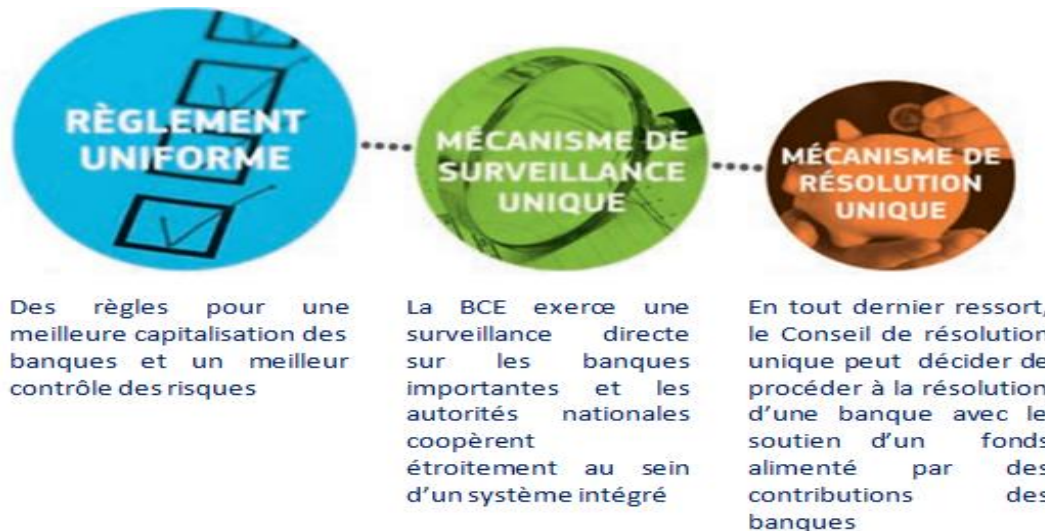 RÈGLEMENT
UNIFORME
MÉCANISME DE
SURVEILLANCE
UNIQUE
MÉCANISME DE
RÉSOLUTION
UNIQUE
Des règles pour une
meilleure capitalisation des
banques et un meilleur
contrôle des risques
La BCE exerce une
surveillance directe
sur les banques
importantes et les
autorités nationales
coopèrent
étroitement au sein
d'un système intégré
En tout dernier ressort,
le Conseil de résolution
unique peut décider de
procéder à la résolution
d'une banque avec le
soutien d'un fonds
alimenté par des
contributions des
banques